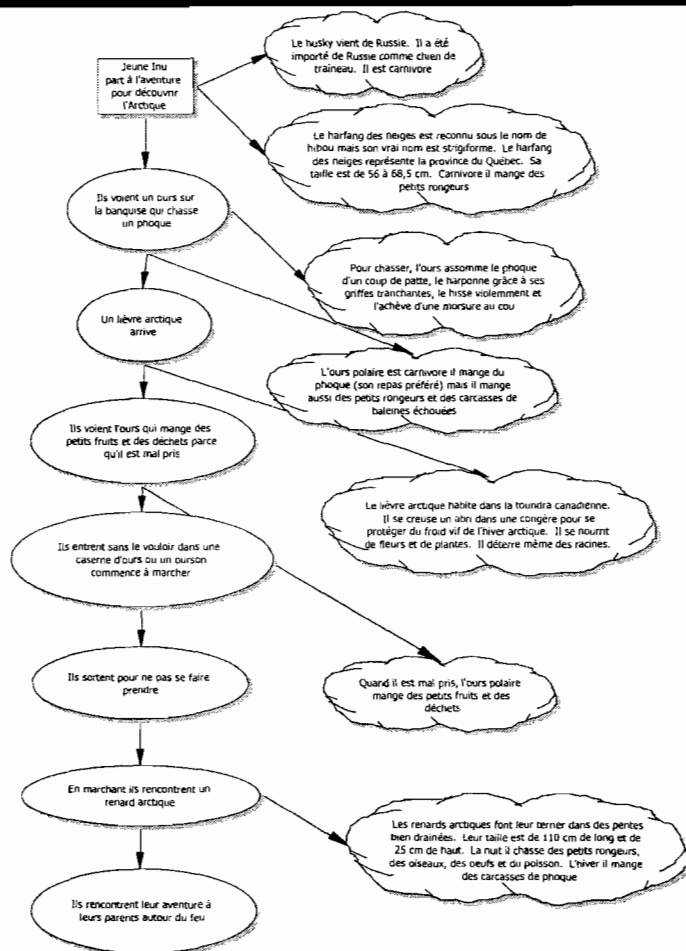 Jeune Inu
part à l'aventure
pour découvrir
l'Arctique
Le husky vient de Russie. Il a été
importé de Russie comme chien de
traîneau. Il est carnivore
Le harfang des neiges est reconnu sous le nom de
hibou mais son vrai nom est strigiforme. Le harfang
des neiges représente la province du Québec. Sa
taille est de 56 à 68,5 cm. Carnivore il mange des
petits rongeurs
Ils voient un ours sur
la banquise qui chasse
un phoque
Pour chasser, l'ours assomme le phoque
d'un coup de patte, le harponne grâce à ses
griffes tranchantes, le hisse violemment et
l'achève d'une morsure au cou
Un lièvre arctique
arrive
L'ours polaire est carnivore il mange du
phoque (son repas préféré) mais il mange
aussi des petits rongeurs et des carcasses de
baleines échouées
Ils voient l'ours qui mange des
petits fruits et des déchets parce
qu'il est mal pris
Le lièvre arctique habite dans la toundra canadienne.
Il se creuse un abri dans une congère pour se
protéger du froid vif de l'hiver arctique. Il se nourrit
de fleurs et de plantes. Il déterre même des racines.
Ils entrent sans le vouloir dans une
caserne d'ours ou un ourson
commence à marcher
Ils sortent pour ne pas se faire
prendre
Quand il est mal pris, l'ours polaire
mange des petits fruits et des
déchets
En marchant ils rencontrent un
renard arctique
Les renards arctiques font leur terrier dans des pentes
bien drainées. Leur taille est de 110 cm de long et de
25 cm de haut. La nuit il chasse des petits rongeurs,
des oiseaux, des oeufs et du poisson. L'hiver il mange
des carcasses de phoque
Ils rencontrent leur aventure à
leurs parents autour du feu